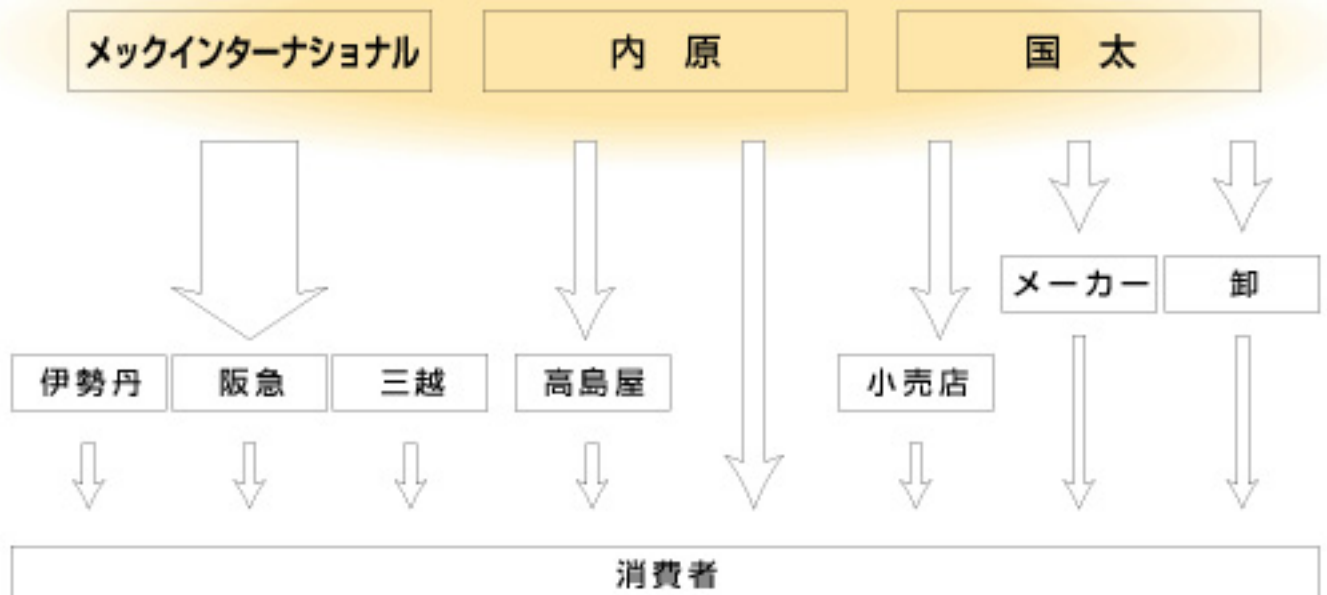 メックインターナショナル
内原
国太
メーカー
卸
伊勢丹
阪急
三越
高島屋
小売店
消費者